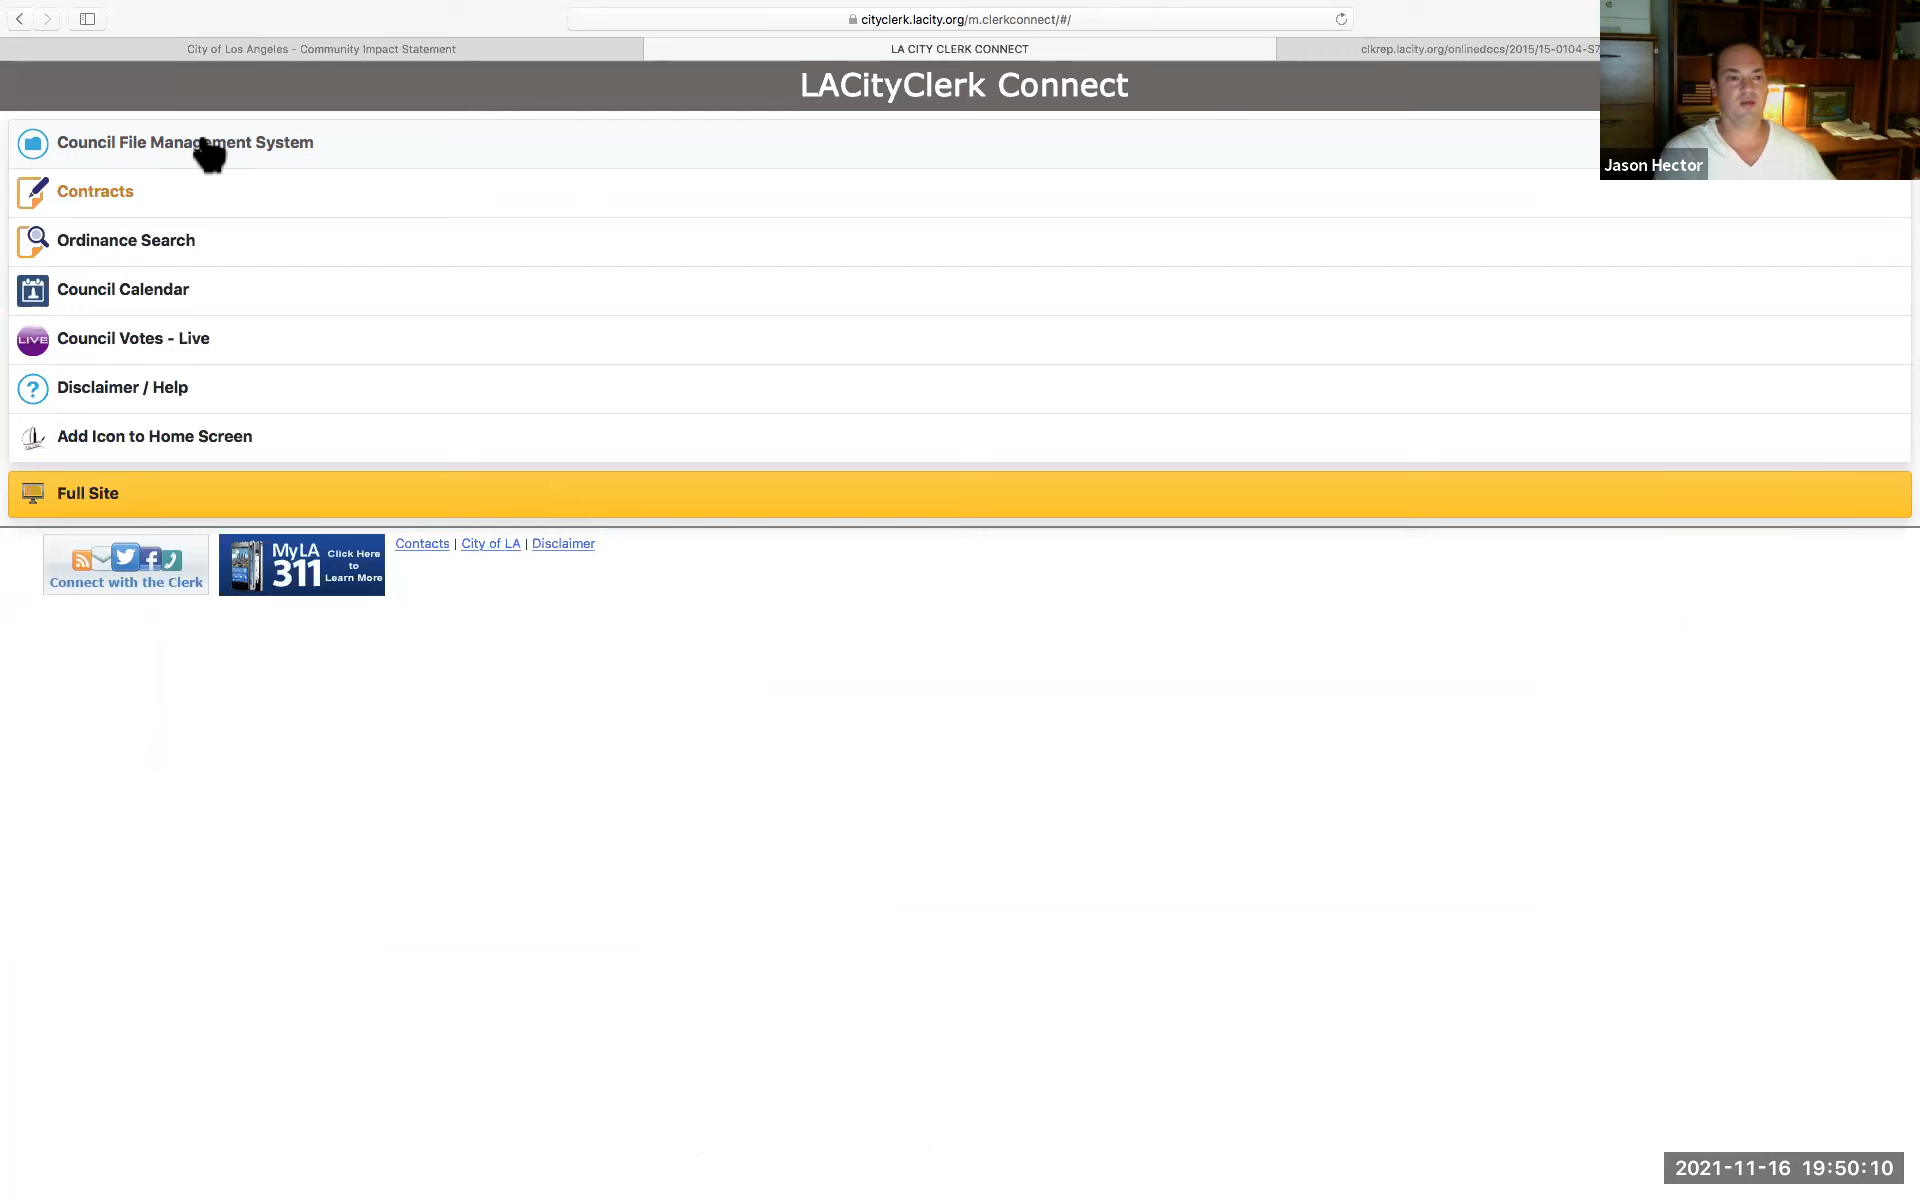 cityclerk.lacity.org/m.clerkconnect/#/
City of Los Angeles - Community Impact Statement
LA CITY CLERK CONNECT
clkrep.lacity.org/onlinedocs/2015/15-0104-S7
LACityClerk Connect
Jason Hector
Council File Management System
Contracts
Ordinance Search
Council Calendar
LIVE
Council Votes - Live
?
Disclaimer / Help
Add Icon to Home Screen
Full Site
Connect with the Clerk
MyLA
311
Click Here
to
Learn More
Contacts | City of LA | Disclaimer
2021-11-16 19:50:10